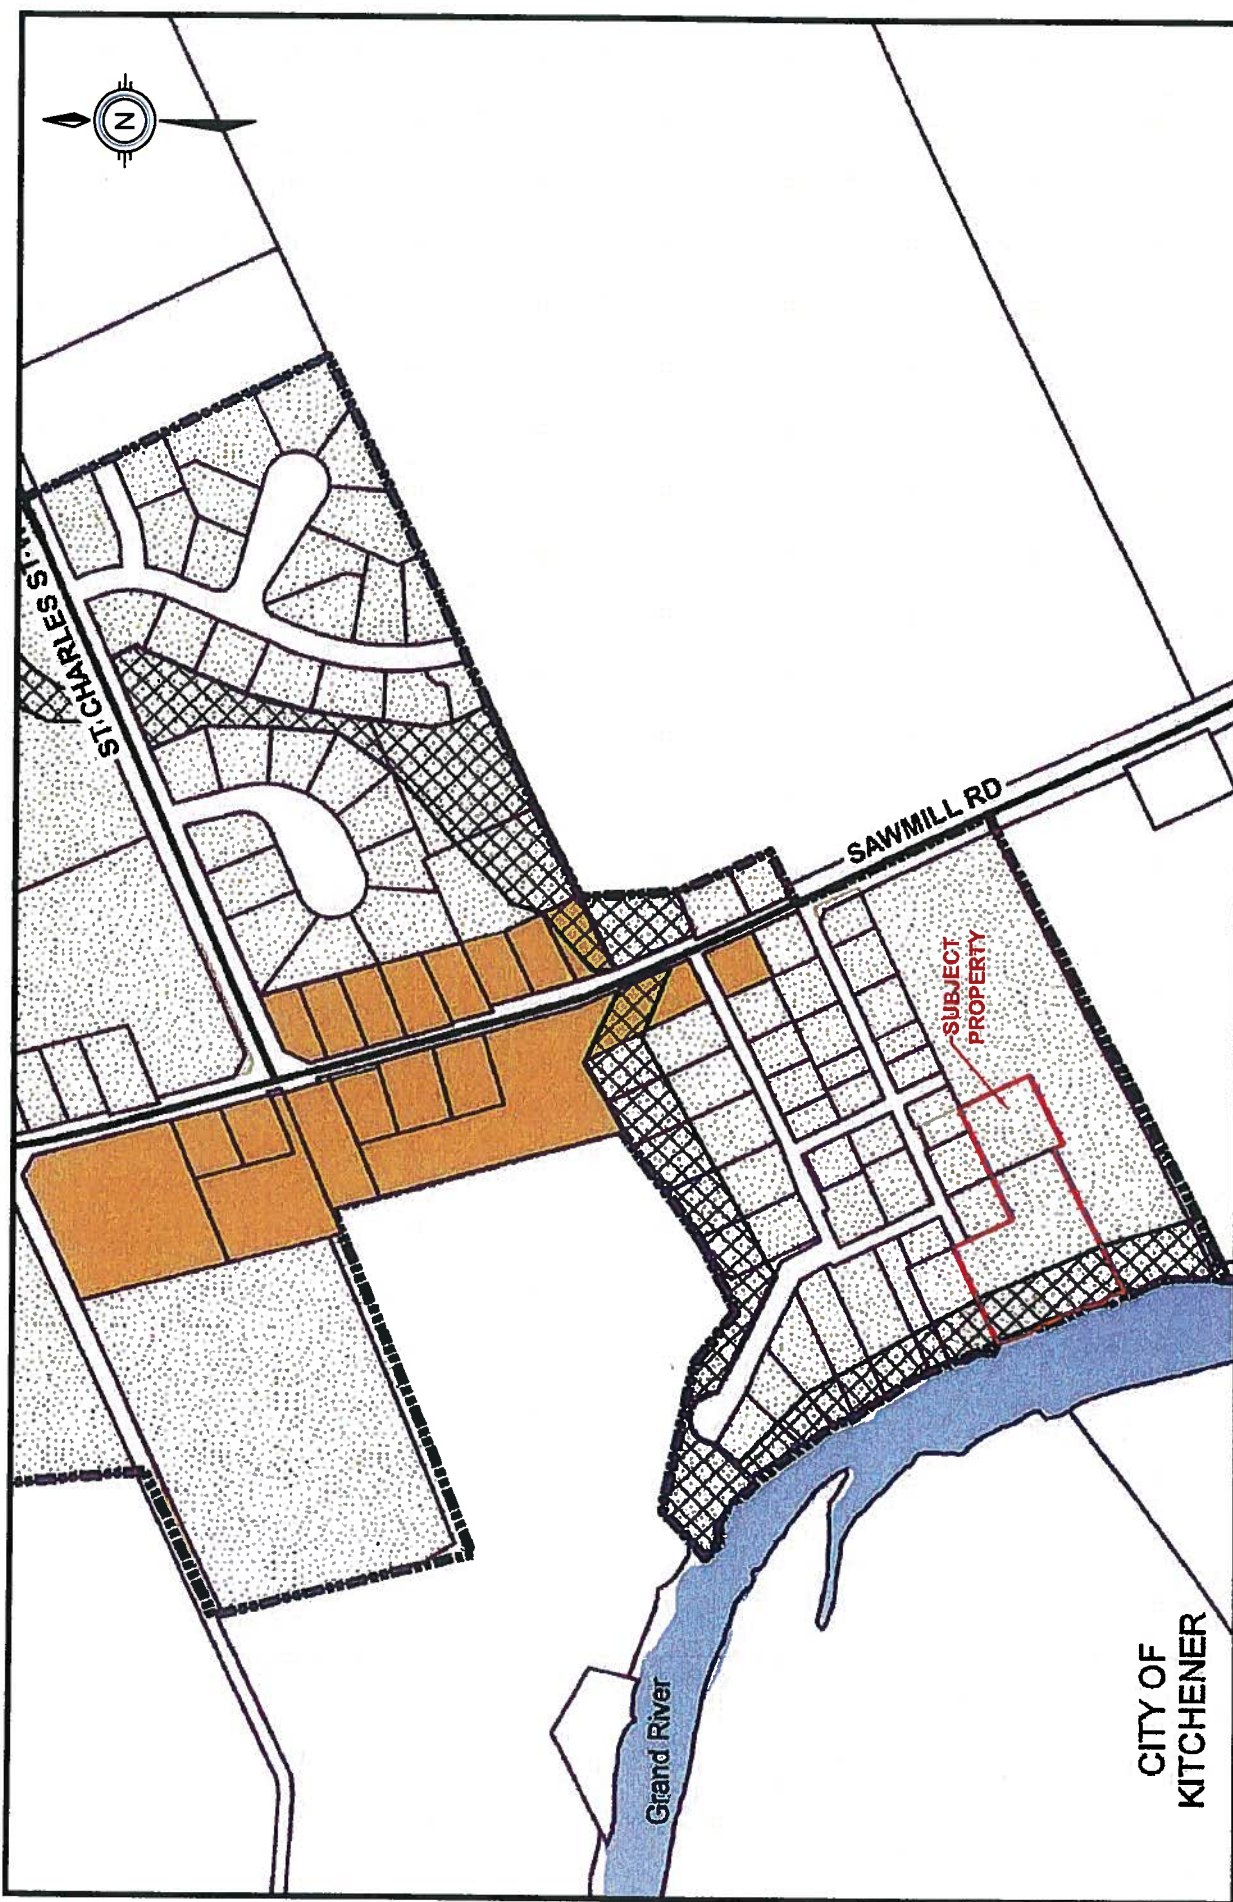 N
ST. CHARLES ST.
SAWMILL RD
SUBJECT
PROPERTY
Grand River
CITY OF
KITCHENER